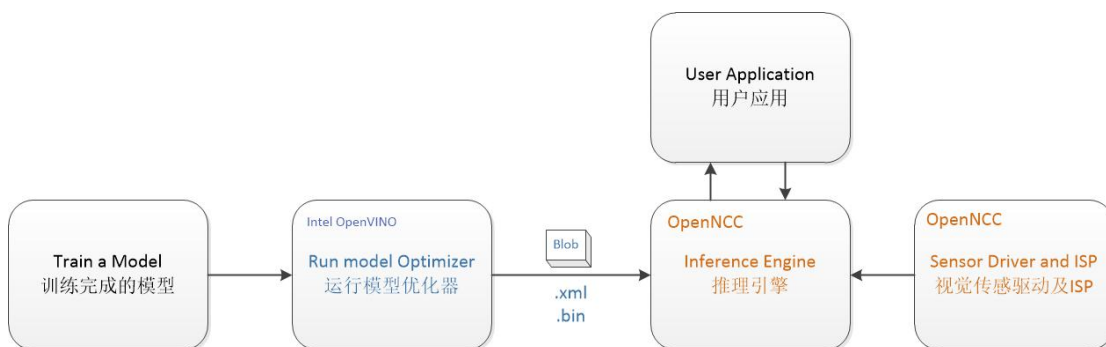 User Application
用户应用
Train a Model
训练完成的模型
Intel OpenVINO
Run model Optimizer
运行模型优化器
Blob
.xml
.bin
OpenNCC
Inference Engine
推理引擎
OpenNCC
Sensor Driver and ISP
视觉传感驱动及ISP